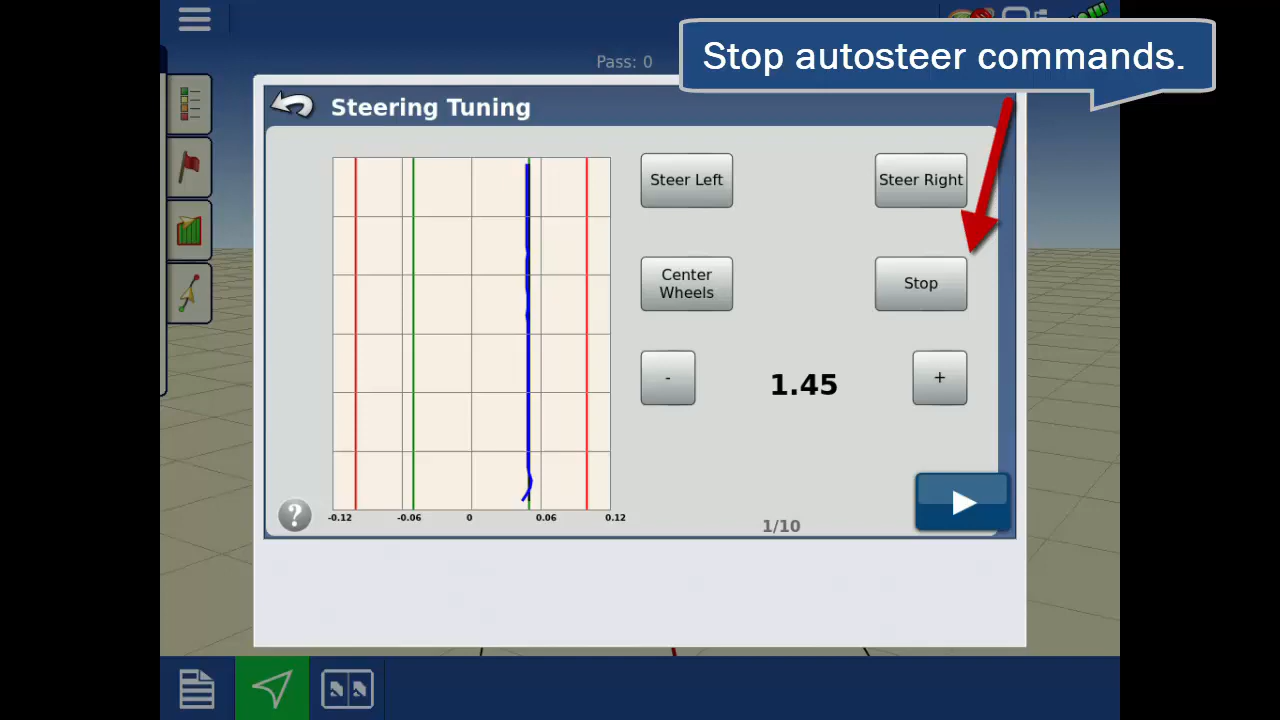 Stop autosteer commands.
Pass: 0
Steering Tuning
Steer Left
Steer Right
Center
Wheels
Stop
-
1.45
+
-0.12
-0.06
0
0.06
0.12
?
1/10